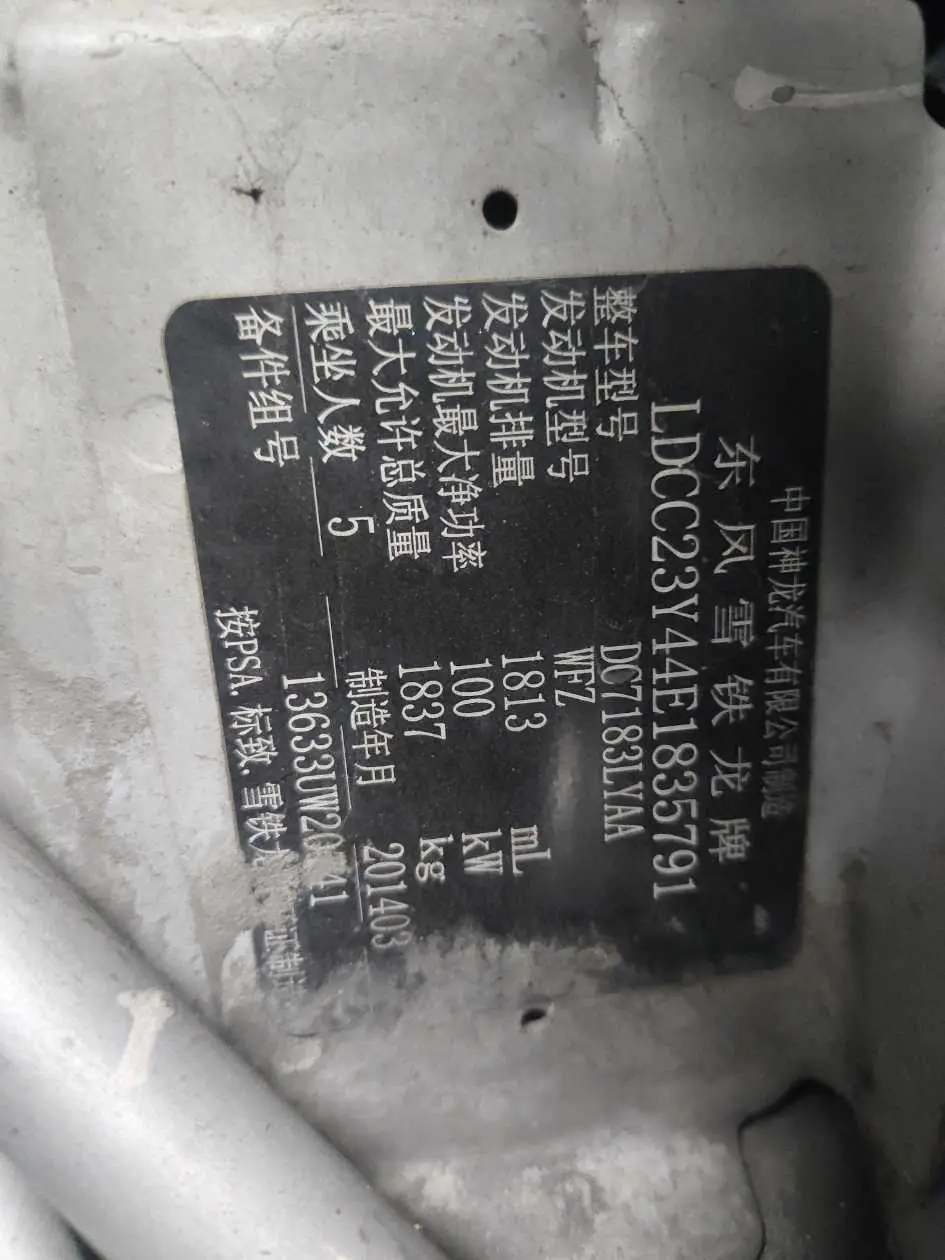 中国神龙汽车有限公司制造
东风雪铁龙牌
LDCC23Y44E1835791
整车型号 DC7183LYAA
发动机型号 WFZ
发动机排量 1813 mL
发动机最大净功率 100 kW
最大允许总质量 1837 kg
乘坐人数 5 制造年月 201403
备件组号 13633UW2 41
按PSA.标致.雪铁 制